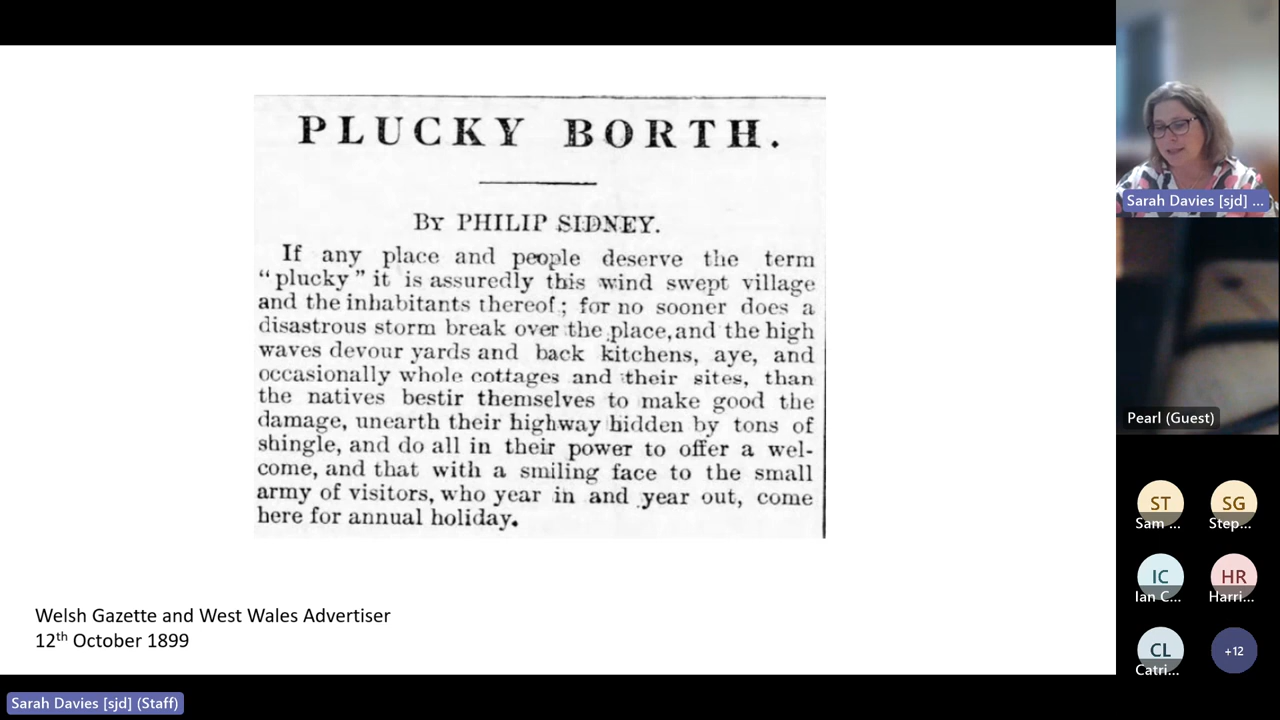 PLUCKY BORTH.
By PHILIP SIDNEY.
If any place and people deserve the term
“plucky” it is assuredly this wind swept village
and the inhabitants thereof; for no sooner does a
disastrous storm break over the place, and the high
waves devour yards and back kitchens, aye, and
occasionally whole cottages and their sites, than
the natives bestir themselves to make good the
damage, unearth their highway hidden by tons of
shingle, and do all in their power to offer a wel-
come, and that with a smiling face to the small
army of visitors, who year in and year out, come
here for annual holiday.
Welsh Gazette and West Wales Advertiser
12th October 1899
Sarah Davies [sjd] ...
Pearl (Guest)
ST
Sam ...
SG
Step...
IC
Ian C...
HR
Harri...
CL
Catri...
+12
Sarah Davies [sjd] (Staff)